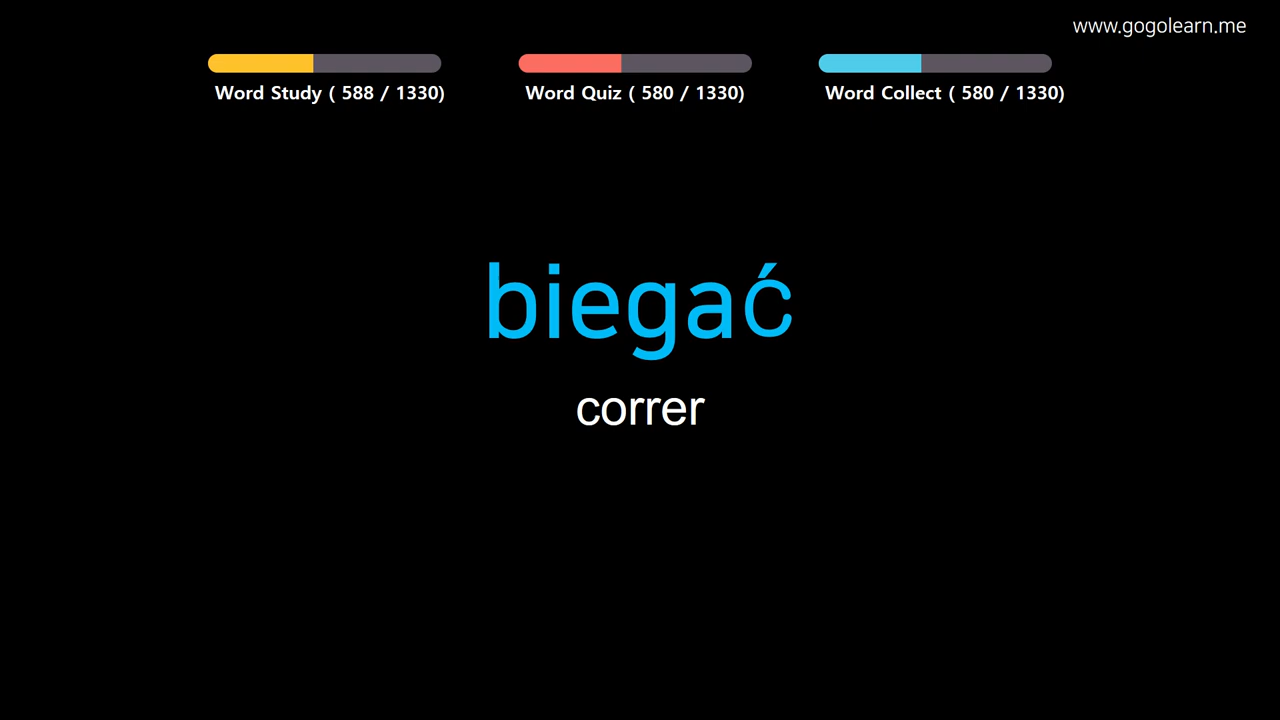 www.gogolearn.me
Word Study ( 588 / 1330)
Word Quiz ( 580 / 1330)
Word Collect ( 580 / 1330)
biegać
correr